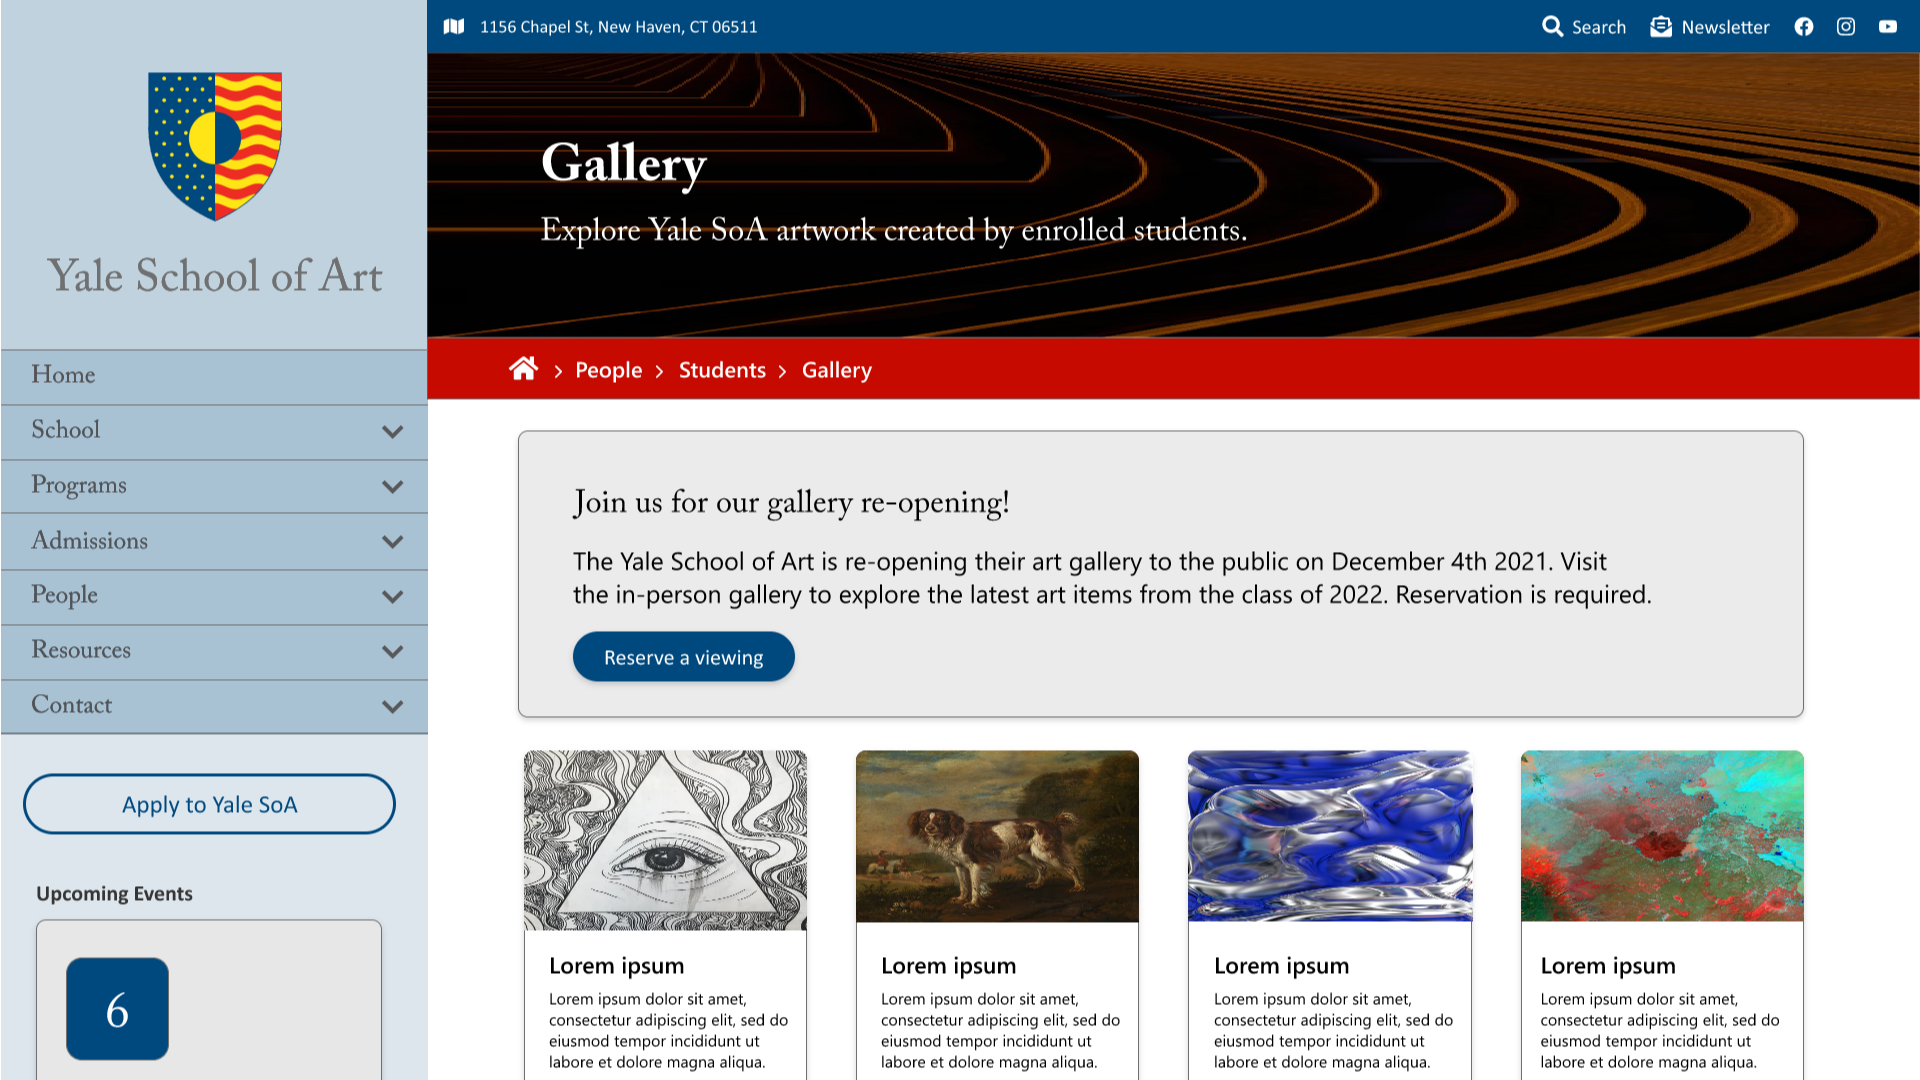 1156 Chapel St, New Haven, CT 06511
Search
Newsletter
Yale School of Art
Home
School
Programs
Admissions
People
Resources
Contact
Apply to Yale SoA
Upcoming Events
6
Gallery
Explore Yale SoA artwork created by enrolled students.
People
Students
Gallery
Join us for our gallery re-opening!
The Yale School of Art is re-opening their art gallery to the public on December 4th 2021. Visit
the in-person gallery to explore the latest art items from the class of 2022. Reservation is required.
Reserve a viewing
Lorem ipsum
Lorem ipsum dolor sit amet,
consectetur adipiscing elit, sed do
eiusmod tempor incididunt ut
labore et dolore magna aliqua.
Lorem ipsum
Lorem ipsum dolor sit amet,
consectetur adipiscing elit, sed do
eiusmod tempor incididunt ut
labore et dolore magna aliqua.
Lorem ipsum
Lorem ipsum dolor sit amet,
consectetur adipiscing elit, sed do
eiusmod tempor incididunt ut
labore et dolore magna aliqua.
Lorem ipsum
Lorem ipsum dolor sit amet,
consectetur adipiscing elit, sed do
eiusmod tempor incididunt ut
labore et dolore magna aliqua.